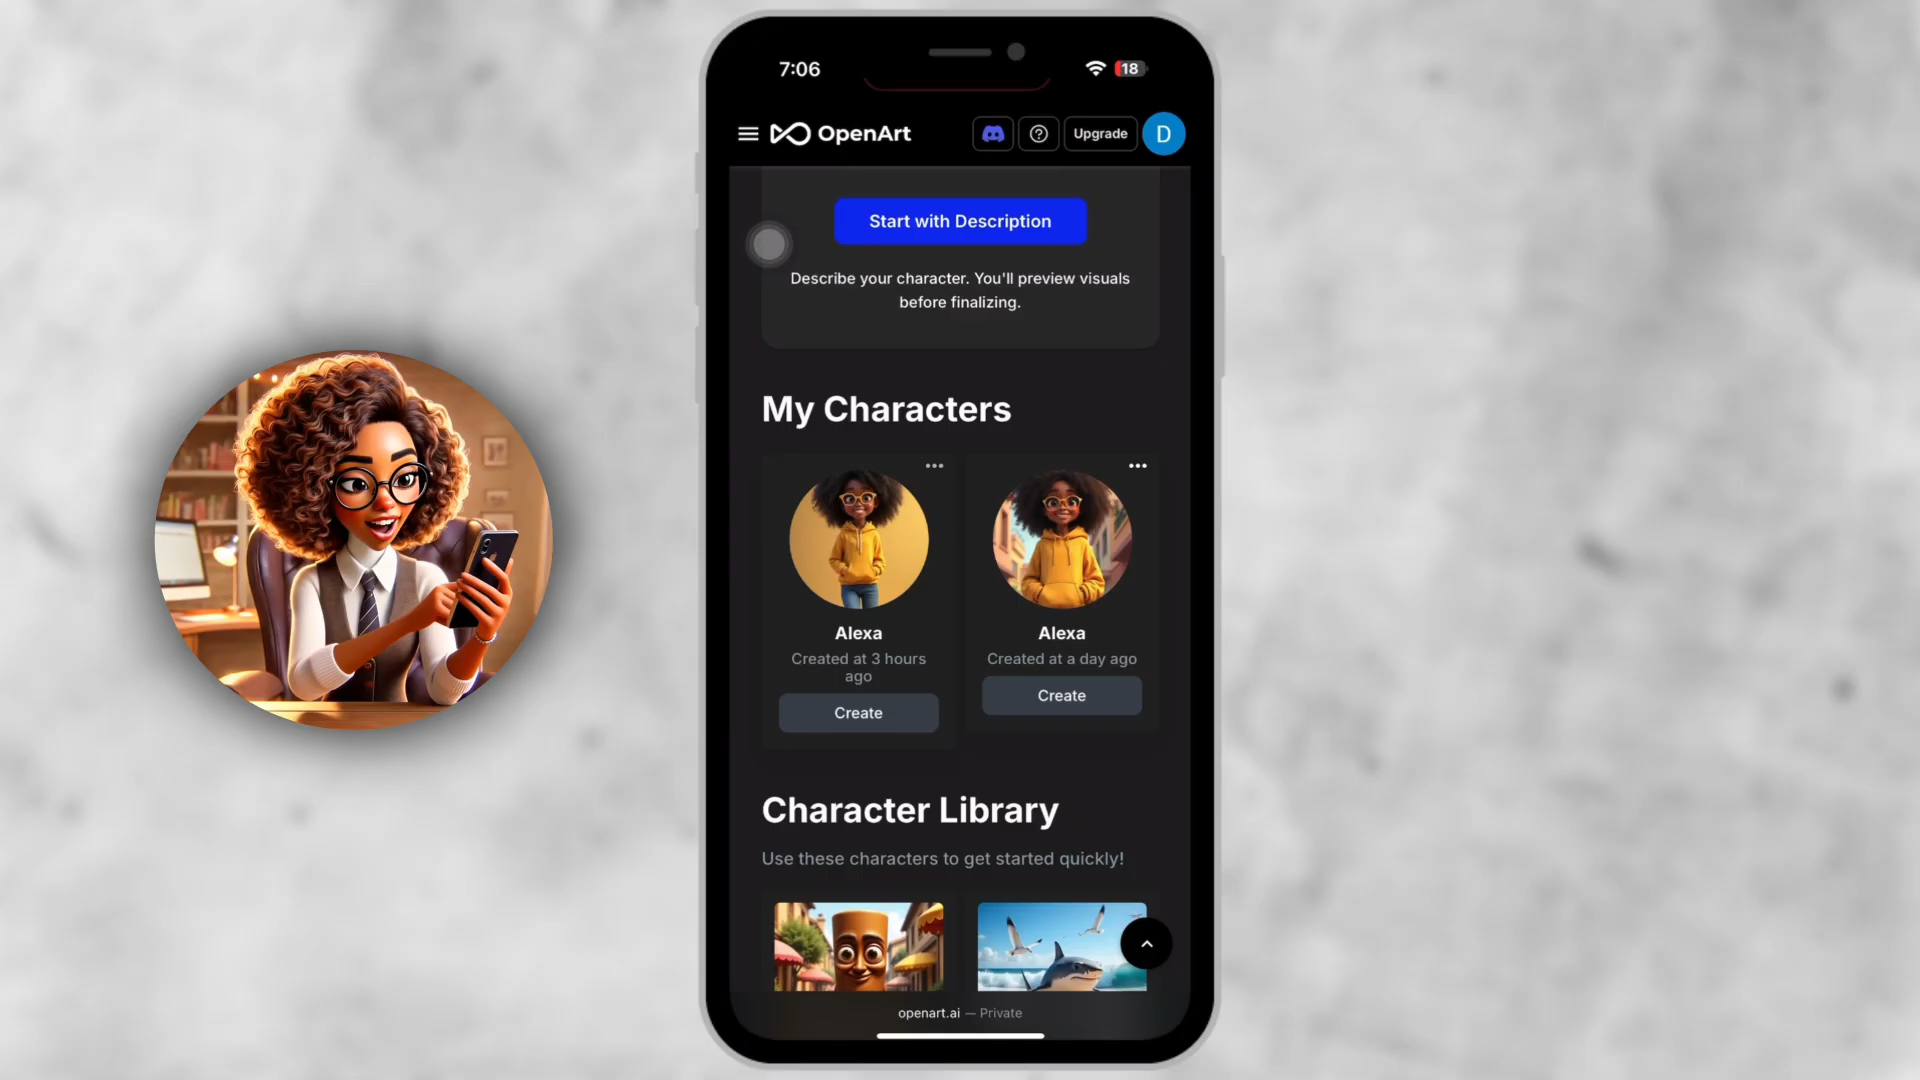 7:06
18
OpenArt
Upgrade
D
Start with Description
Describe your character. You'll preview visuals
before finalizing.
My Characters
Alexa
Created at 3 hours
ago
Create
Alexa
Created at a day ago
Create
Character Library
Use these characters to get started quickly!
openart.ai — Private